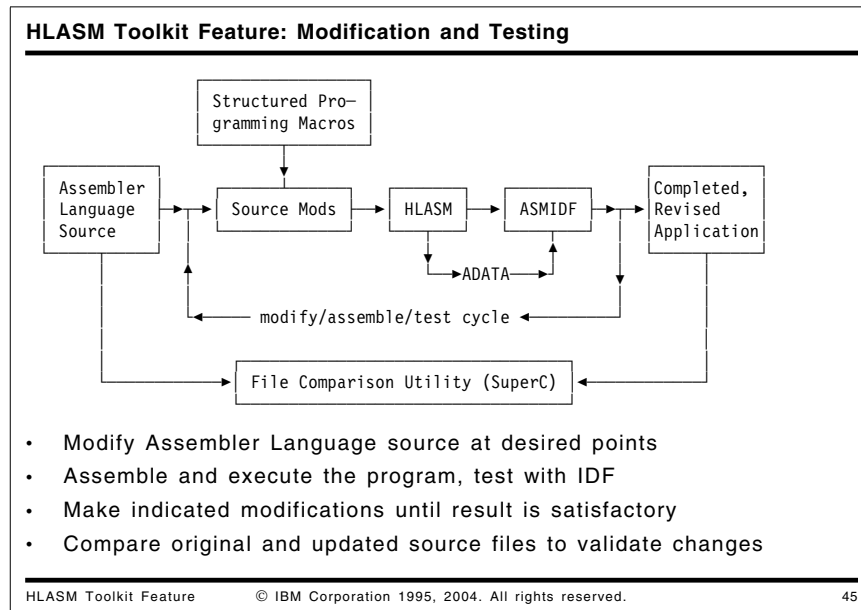 HLASM Toolkit Feature: Modification and Testing
Structured Pro—
gramming Macros
Assembler
Language
Source
Source Mods
HLASM
ASMIDF
Completed,
Revised
Application
ADATA
modify/assemble/test cycle
File Comparison Utility (SuperC)
• Modify Assembler Language source at desired points
• Assemble and execute the program, test with IDF
• Make indicated modifications until result is satisfactory
• Compare original and updated source files to validate changes
HLASM Toolkit Feature © IBM Corporation 1995, 2004. All rights reserved. 45